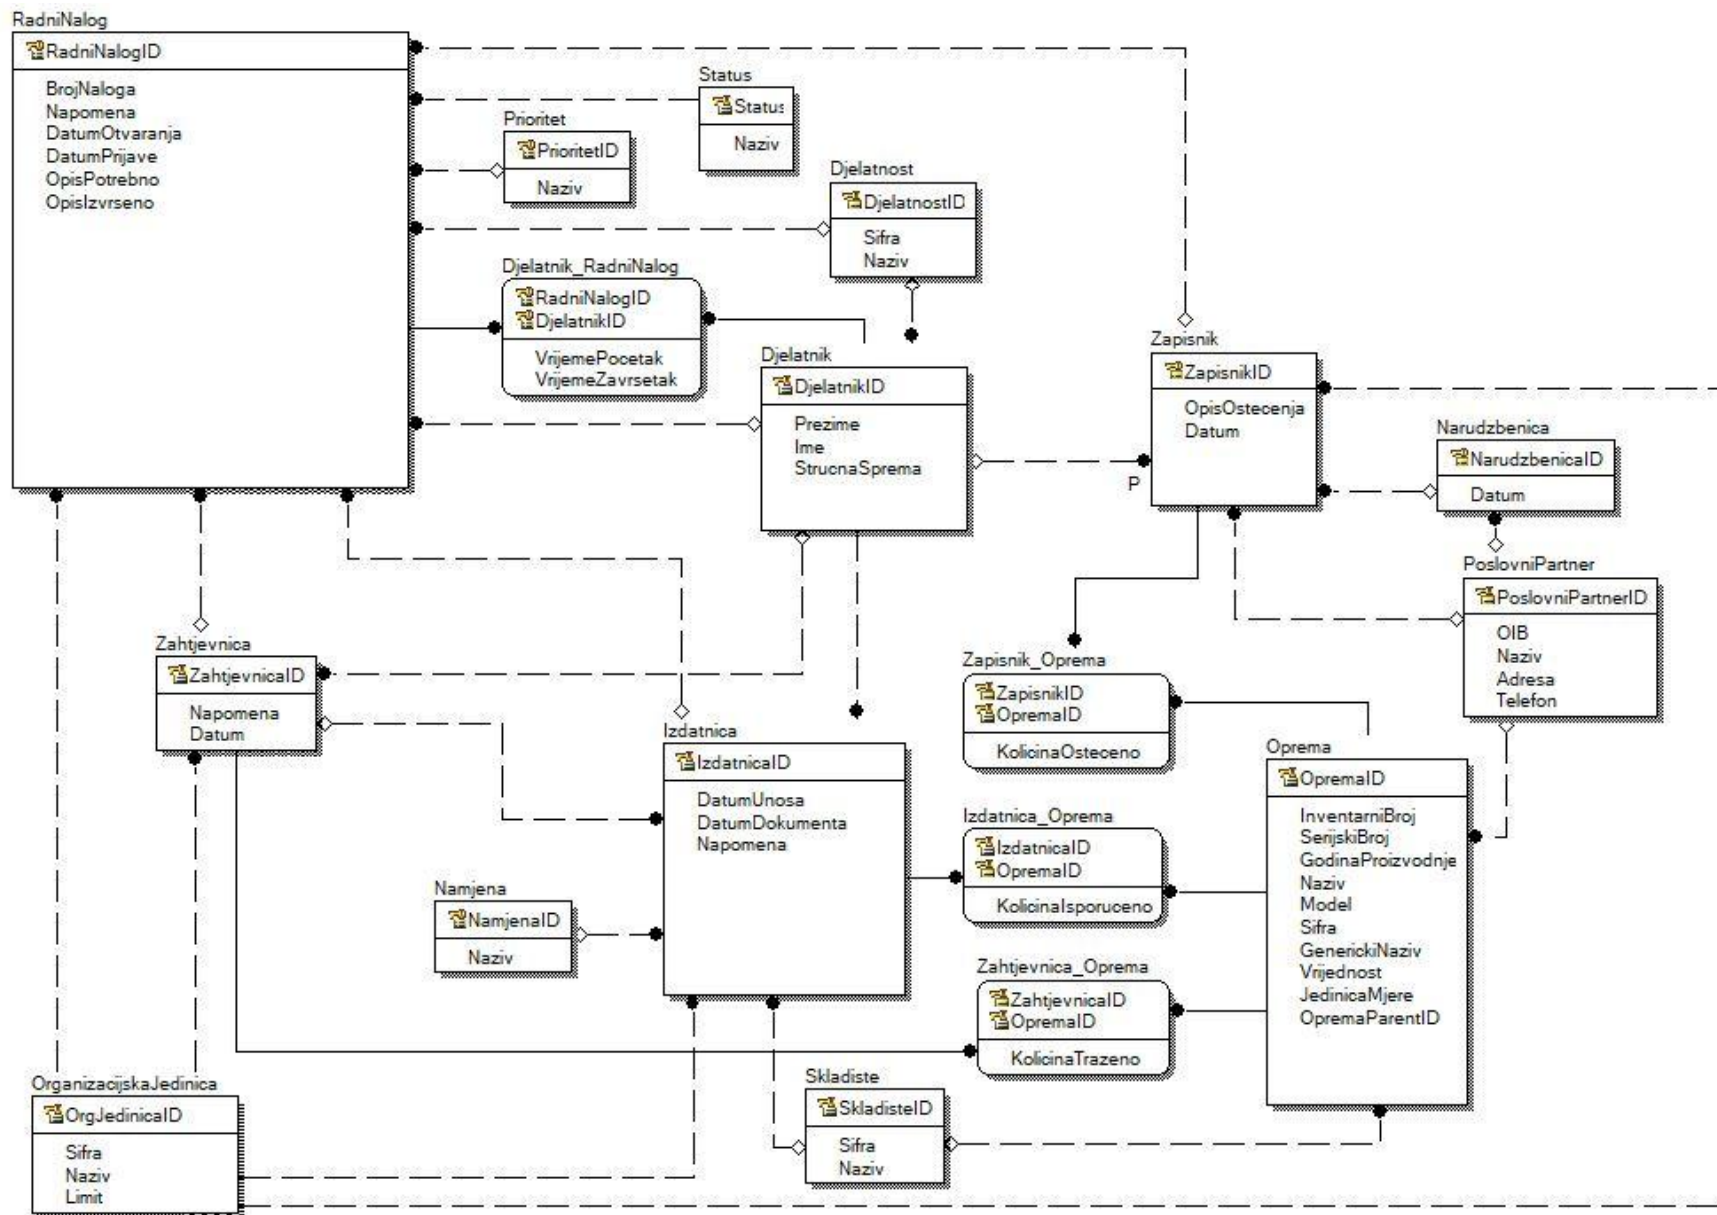 RadniNalog
RadniNalogID
BrojNaloga
Napomena
DatumOtvaranja
DatumPrijave
OpisPotrebno
OpisIzvrseno
Status
Status
Naziv
Prioritet
PrioritetID
Naziv
Djelatnost
DjelatnostID
Sifra
Naziv
Djelatnik_RadniNalog
RadniNalogID
DjelatnikID
VrijemePocetak
VrijemeZavrsetak
Djelatnik
DjelatnikID
Prezime
Ime
StrucnaSprema
Zapisnik
ZapisnikID
OpisOstecenja
Datum
P
Narudzbenica
NarudzbenicaID
Datum
PoslovniPartner
PoslovniPartnerID
OIB
Naziv
Adresa
Telefon
Zahtjevnica
ZahtjevnicaID
Napomena
Datum
Izdatnica
IzdatnicaID
DatumUnosa
DatumDokumenta
Napomena
Zapisnik_Oprema
ZapisnikID
OpremaID
KolicinaOsteceno
Oprema
OpremaID
InventarniBroj
SerijskiBroj
GodinaProizvodnje
Naziv
Model
Sifra
GenerickiNaziv
Vrijednost
JedinicaMjere
OpremaParentID
Izdatnica_Oprema
IzdatnicaID
OpremaID
KolicinaIsporuceno
Namjena
NamjenaID
Naziv
Zahtjevnica_Oprema
ZahtjevnicaID
OpremaID
KolicinaTrazeno
OrganizacijskaJedinica
OrgJedinicaID
Sifra
Naziv
Limit
Skladiste
SkladisteID
Sifra
Naziv